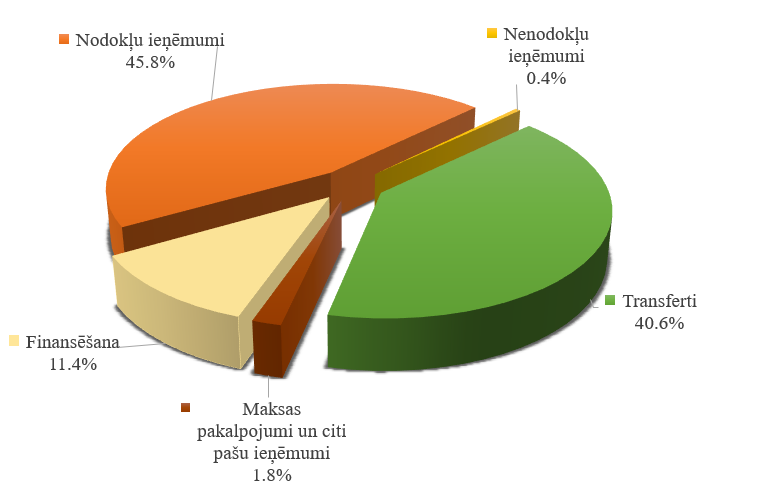 Nodokļu ieņēmumi
45.8%
Nenodokļu
ieņēmumi
0.4%
Transferti
40.6%
Finansēšana
11.4%
Maksas
pakalpojumi un citi
pašu ieņēmumi
1.8%